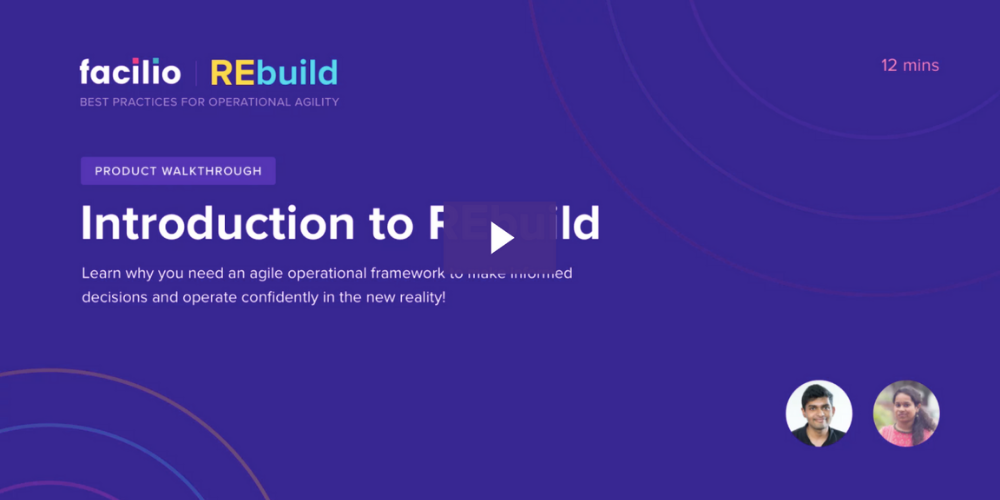 facilio | REbuild
12 mins
BEST PRACTICES FOR OPERATIONAL AGILITY
PRODUCT WALKTHROUGH
Introduction to REbuild
Learn why you need an agile operational framework to make informed
decisions and operate confidently in the new reality!